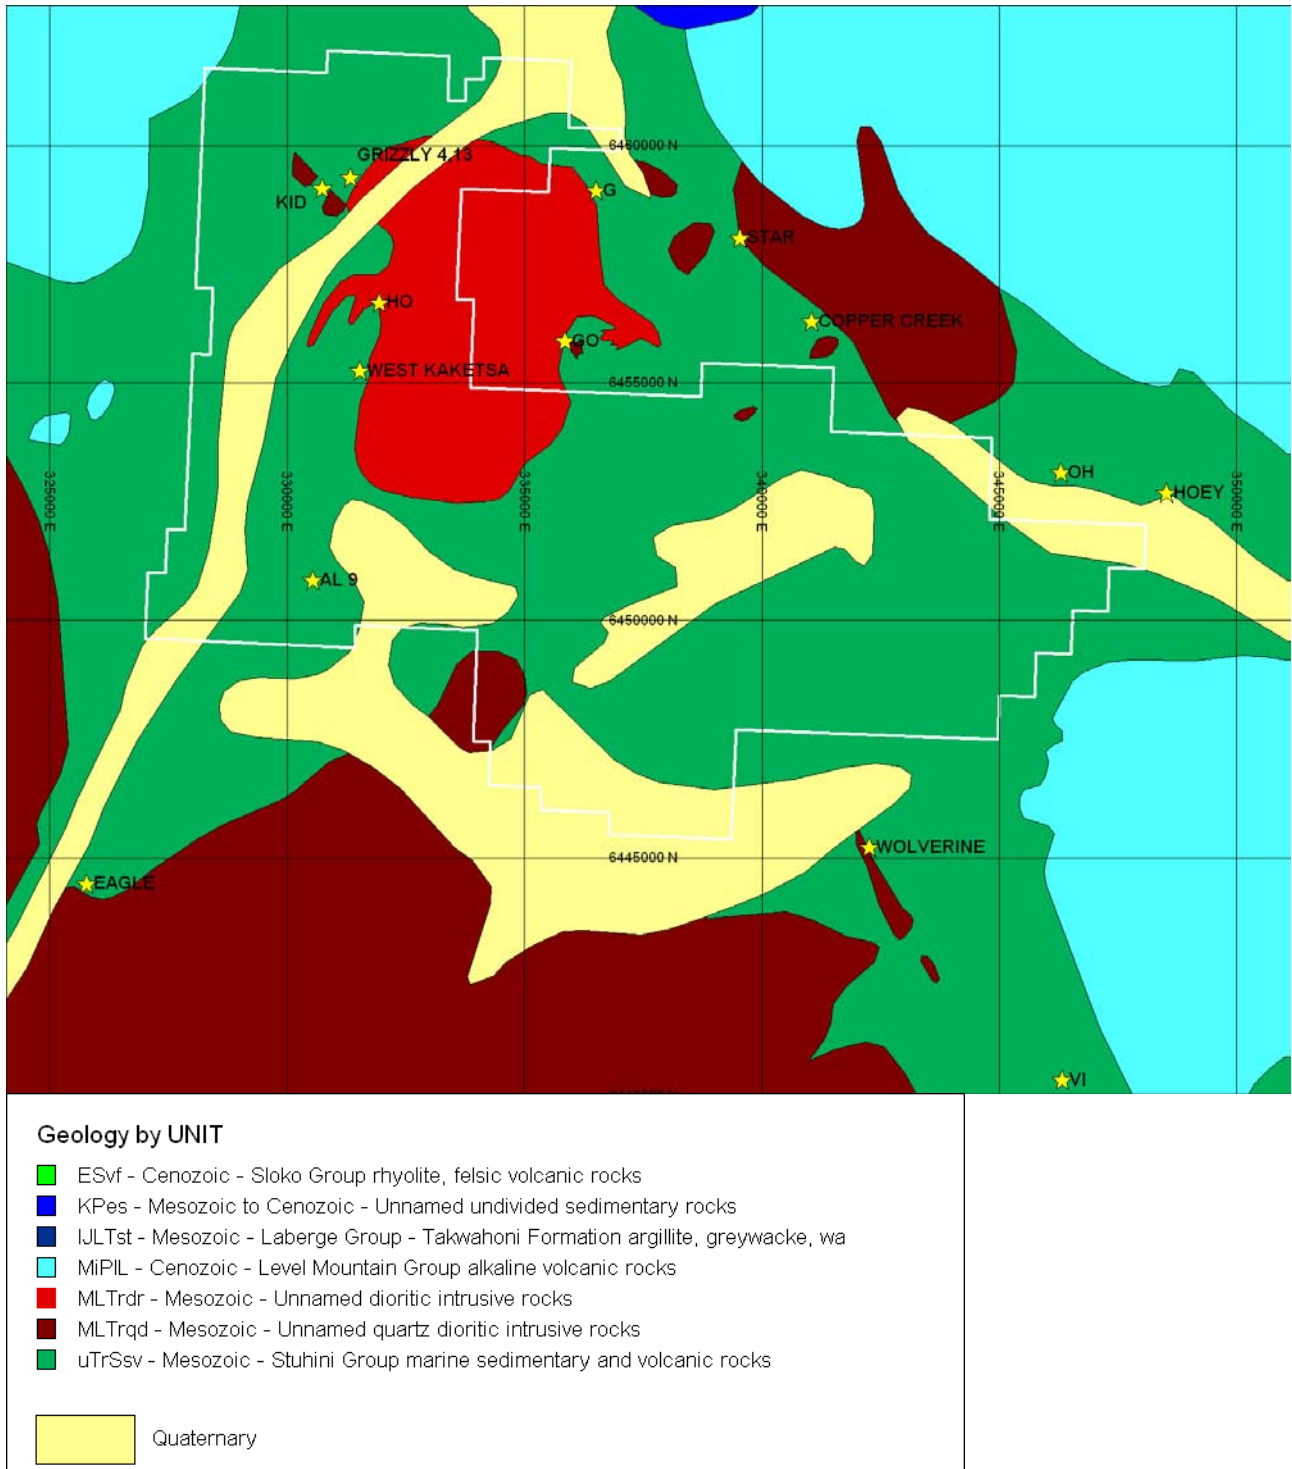 6460000 N
GRIZZLY 4,13
KID
G
STAR
HO
COPPER CREEK
GO
WEST KAKETSA
6455000 N
325000 E
330000 E
335000 E
340000 E
345000 E
350000 E
OH
HOEY
AL 9
6450000 N
WOLVERINE
6445000 N
EAGLE
VI
Geology by UNIT
ESvf - Cenozoic - Sloko Group rhyolite, felsic volcanic rocks
KPes - Mesozoic to Cenozoic - Unnamed undivided sedimentary rocks
lJLTst - Mesozoic - Laberge Group - Takwahoni Formation argillite, greywacke, wa
MiPlL - Cenozoic - Level Mountain Group alkaline volcanic rocks
MLTrdr - Mesozoic - Unnamed dioritic intrusive rocks
MLTrqd - Mesozoic - Unnamed quartz dioritic intrusive rocks
uTrSsv - Mesozoic - Stuhini Group marine sedimentary and volcanic rocks
Quaternary